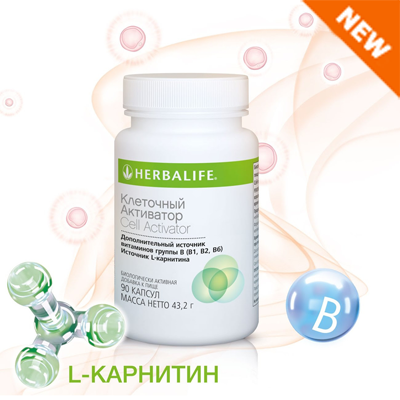 NEW
HERBALIFE.
Клеточный
Активатор
Cell Activator
Дополнительный источник
витаминов группы B (B1, B2, B6)
Источник L-карнитина
БИОЛОГИЧЕСКИ АКТИВНАЯ
ДОБАВКА К ПИЩЕ
90 КАПСУЛ
МАССА НЕТТО 43,2 г
B
L-КАРНИТИН